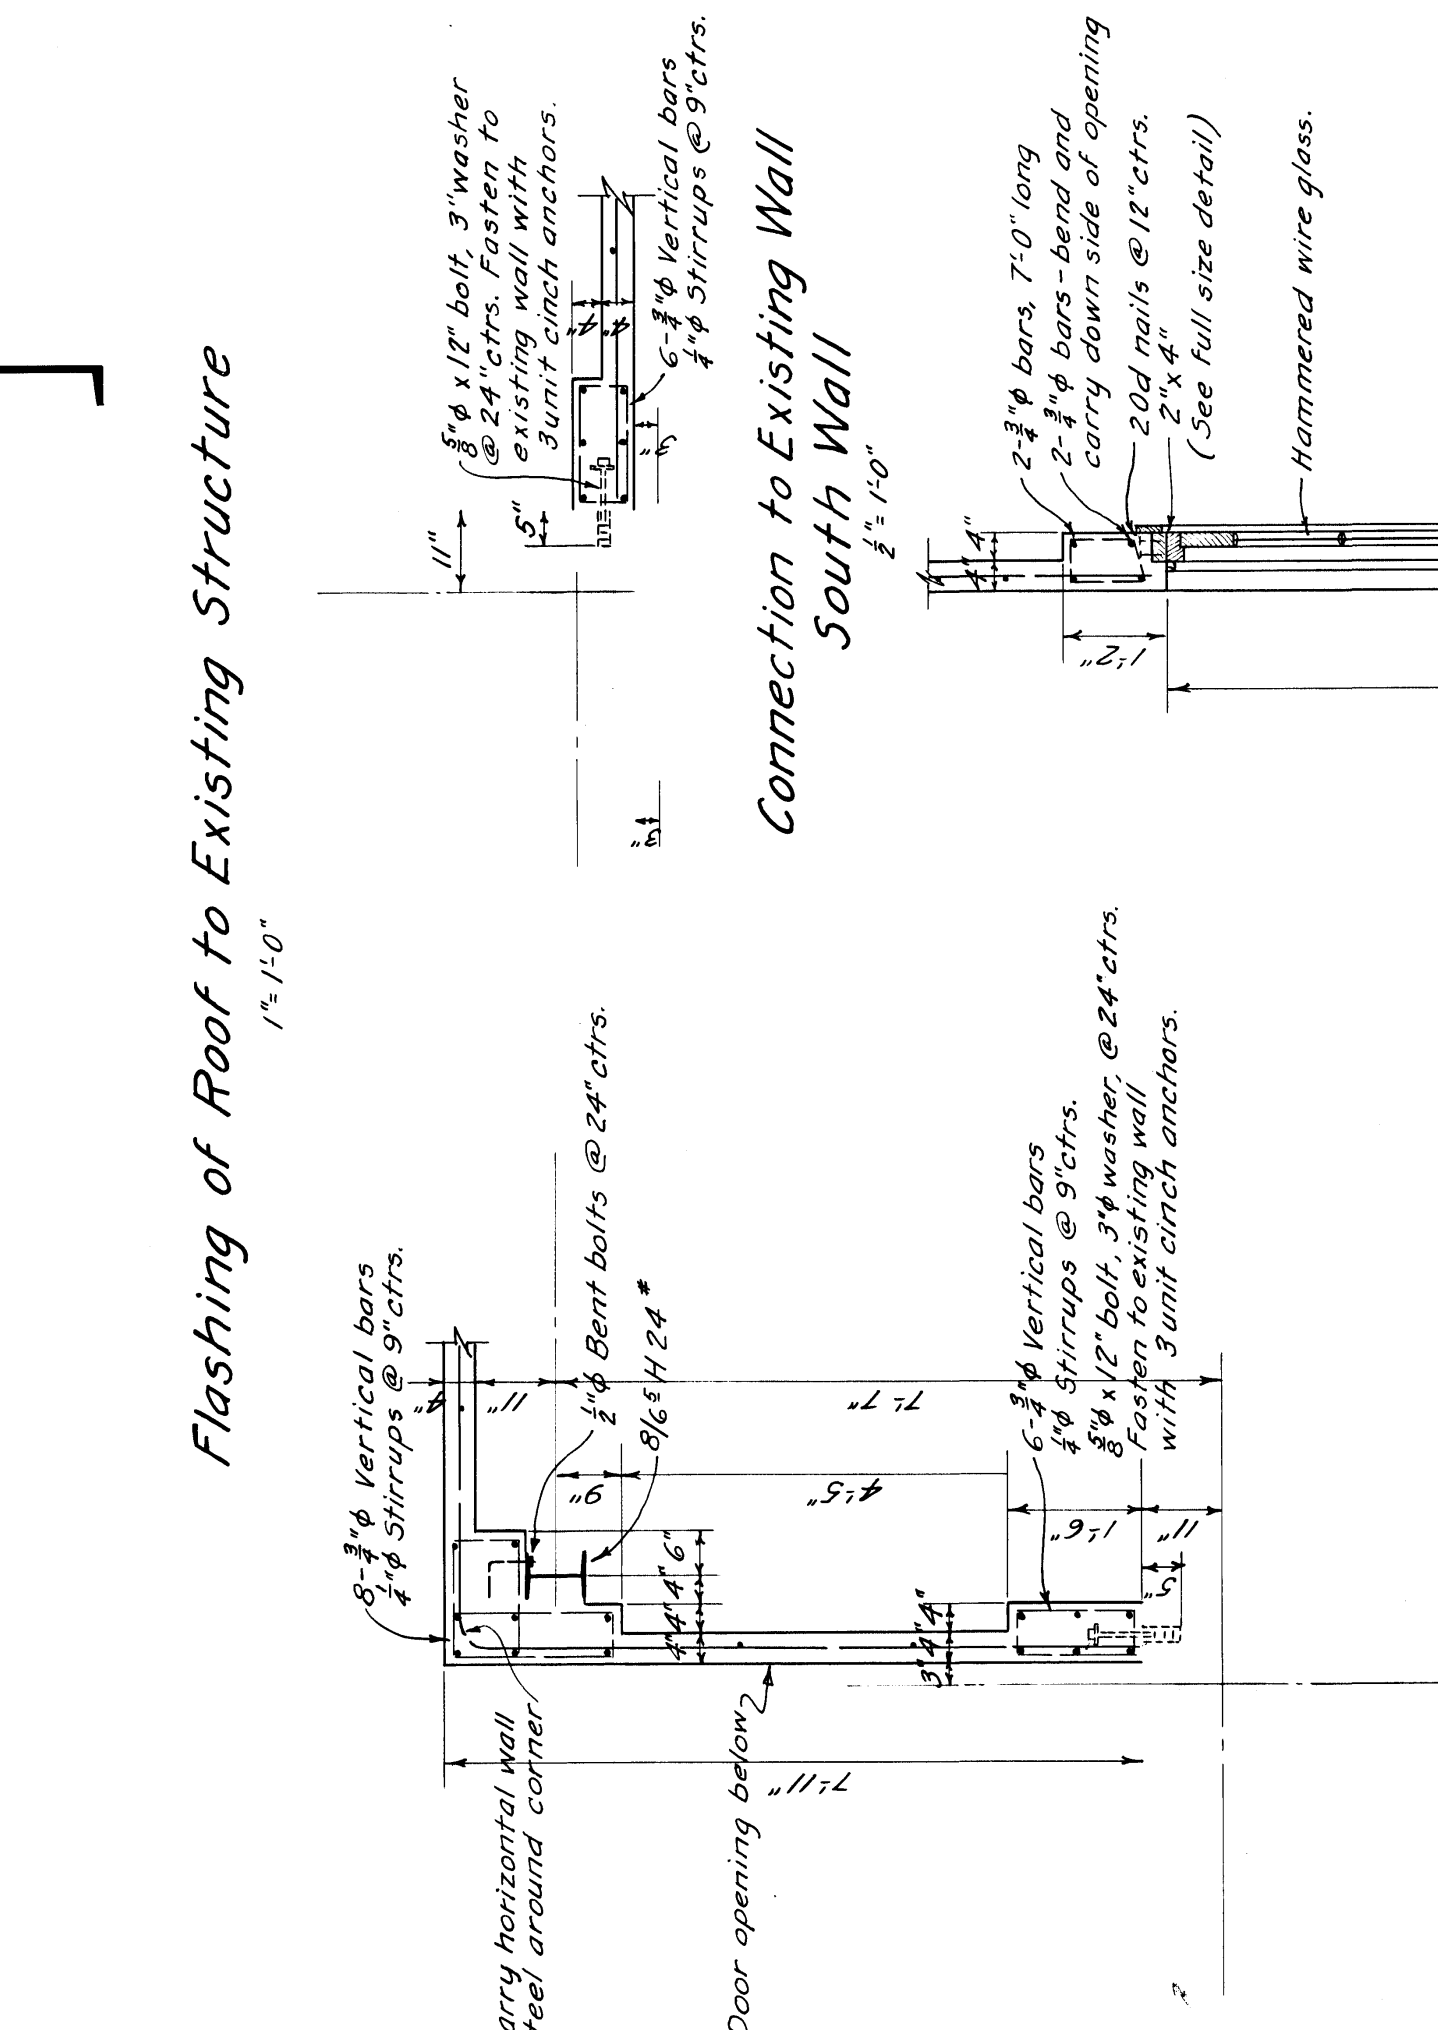 Flashing of Roof to Existing Structure
1"= 1'-0"
5/8"φ x 12" bolt, 3" washer
@ 24" ctrs. Fasten to
existing wall with
3 unit cinch anchors.
11"
5"
4"
4"
3"
3"
6-3/4"φ Vertical bars
1/4"φ Stirrups @ 9" ctrs.
Connection to Existing Wall
South Wall
1/2"= 1'-0"
8-3/4"φ Vertical bars
1/4"φ Stirrups @ 9" ctrs.
4"
11"
7'-7"
1/2"φ Bent bolts @ 24" ctrs.
8/6⁵ H 24 #
9"
4'-5"
1'-6"
11"
5"
4" 4" 4" 6"
3" 4" 4"
6-3/4"φ Vertical bars
1/4"φ Stirrups @ 9" ctrs.
5/8"φ x 12" bolt, 3"φ washer, @ 24" ctrs.
Fasten to existing wall
with 3 unit cinch anchors.
arry horizontal wall
teel around corner
Door opening below
7'-11"
2-3/4"φ bars, 7'-0" long
2-3/4"φ bars - bend and
carry down side of opening
20d nails @ 12" ctrs.
2" x 4"
(See full size detail)
Hammered wire glass.
4" 4"
1'-2"